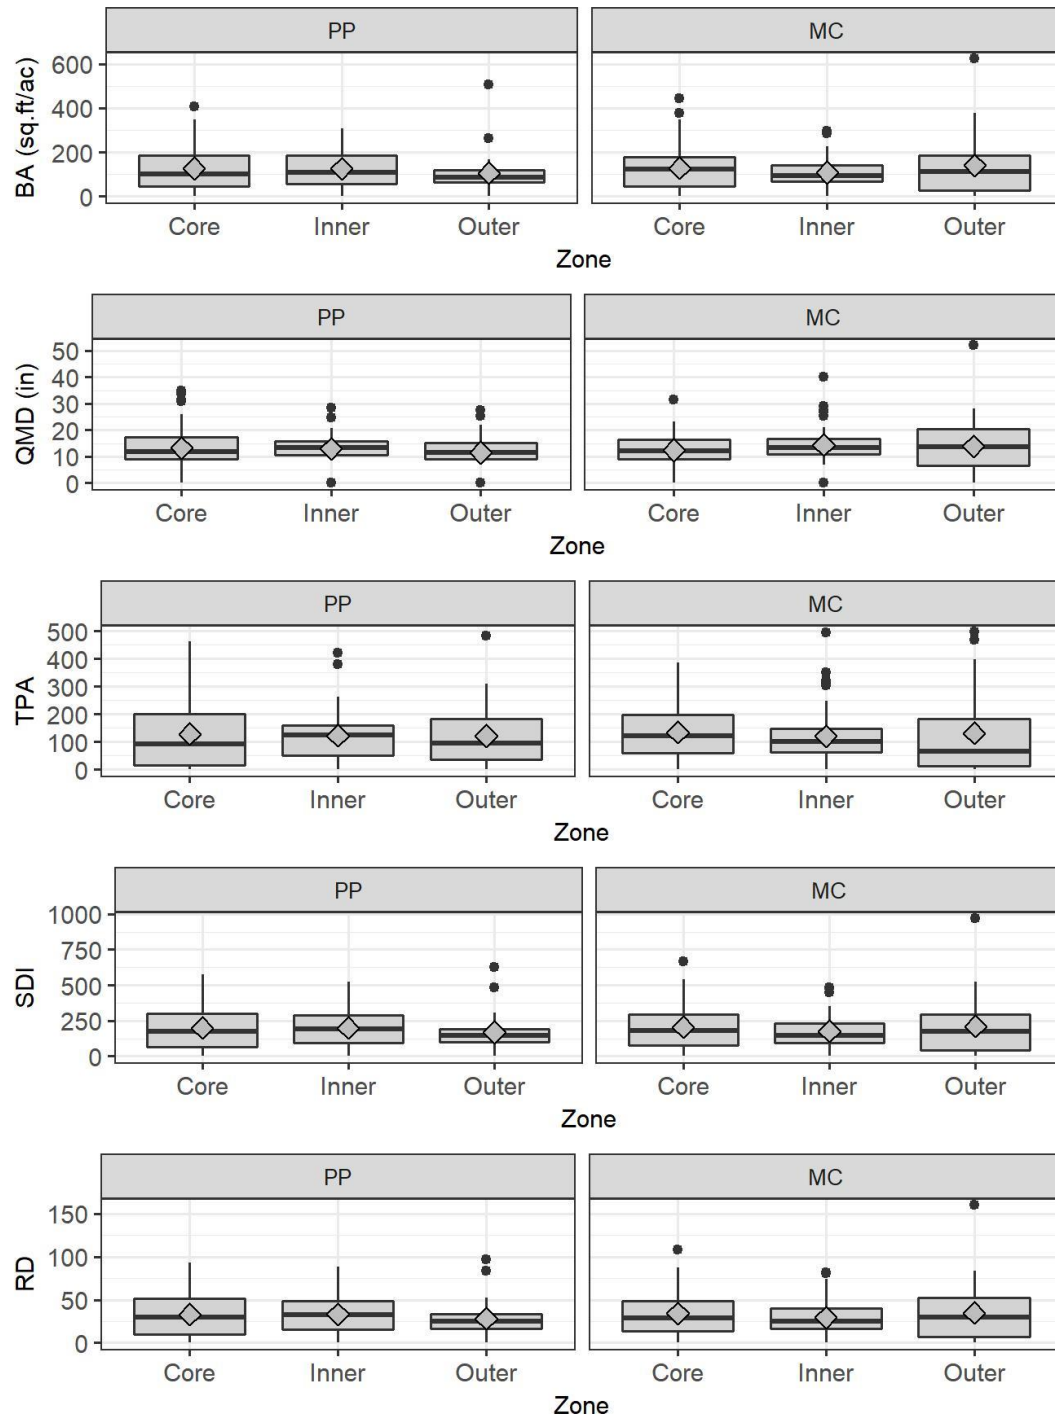 PP MC
BA (sq.ft/ac)
600
400
200
0
Core Inner Outer Core Inner Outer
Zone
PP MC
QMD (in)
50
40
30
20
10
0
Core Inner Outer Core Inner Outer
Zone
PP MC
TPA
500
400
300
200
100
0
Core Inner Outer Core Inner Outer
Zone
PP MC
SDI
1000
750
500
250
0
Core Inner Outer Core Inner Outer
Zone
PP MC
RD
150
100
50
0
Core Inner Outer Core Inner Outer
Zone